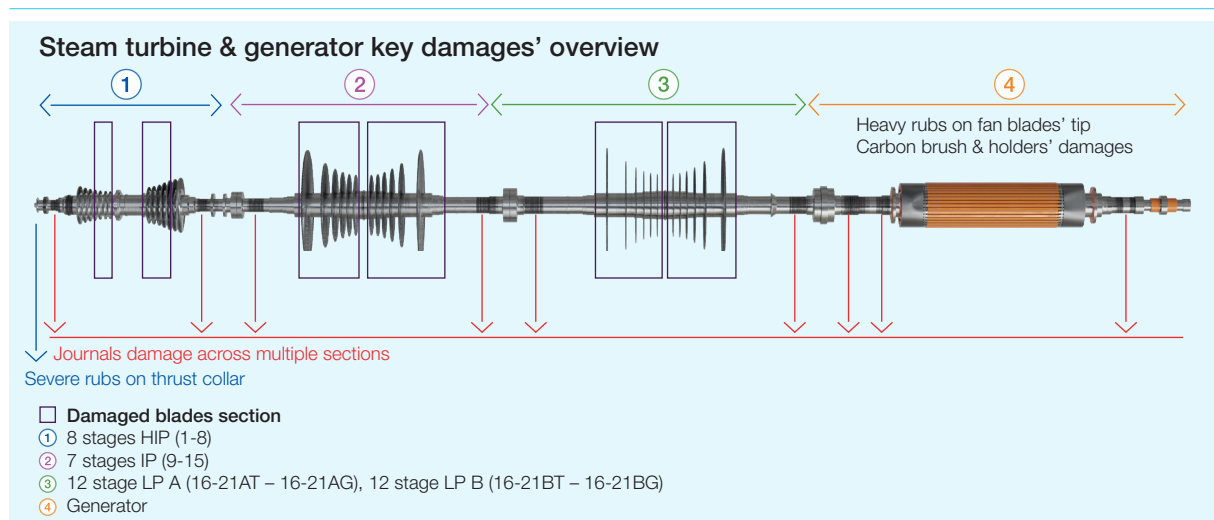 Steam turbine & generator key damages’ overview
1
2
3
4
Heavy rubs on fan blades’ tip
Carbon brush & holders’ damages
Journals damage across multiple sections
Severe rubs on thrust collar
Damaged blades section
1 8 stages HIP (1-8)
2 7 stages IP (9-15)
3 12 stage LP A (16-21AT – 16-21AG), 12 stage LP B (16-21BT – 16-21BG)
4 Generator